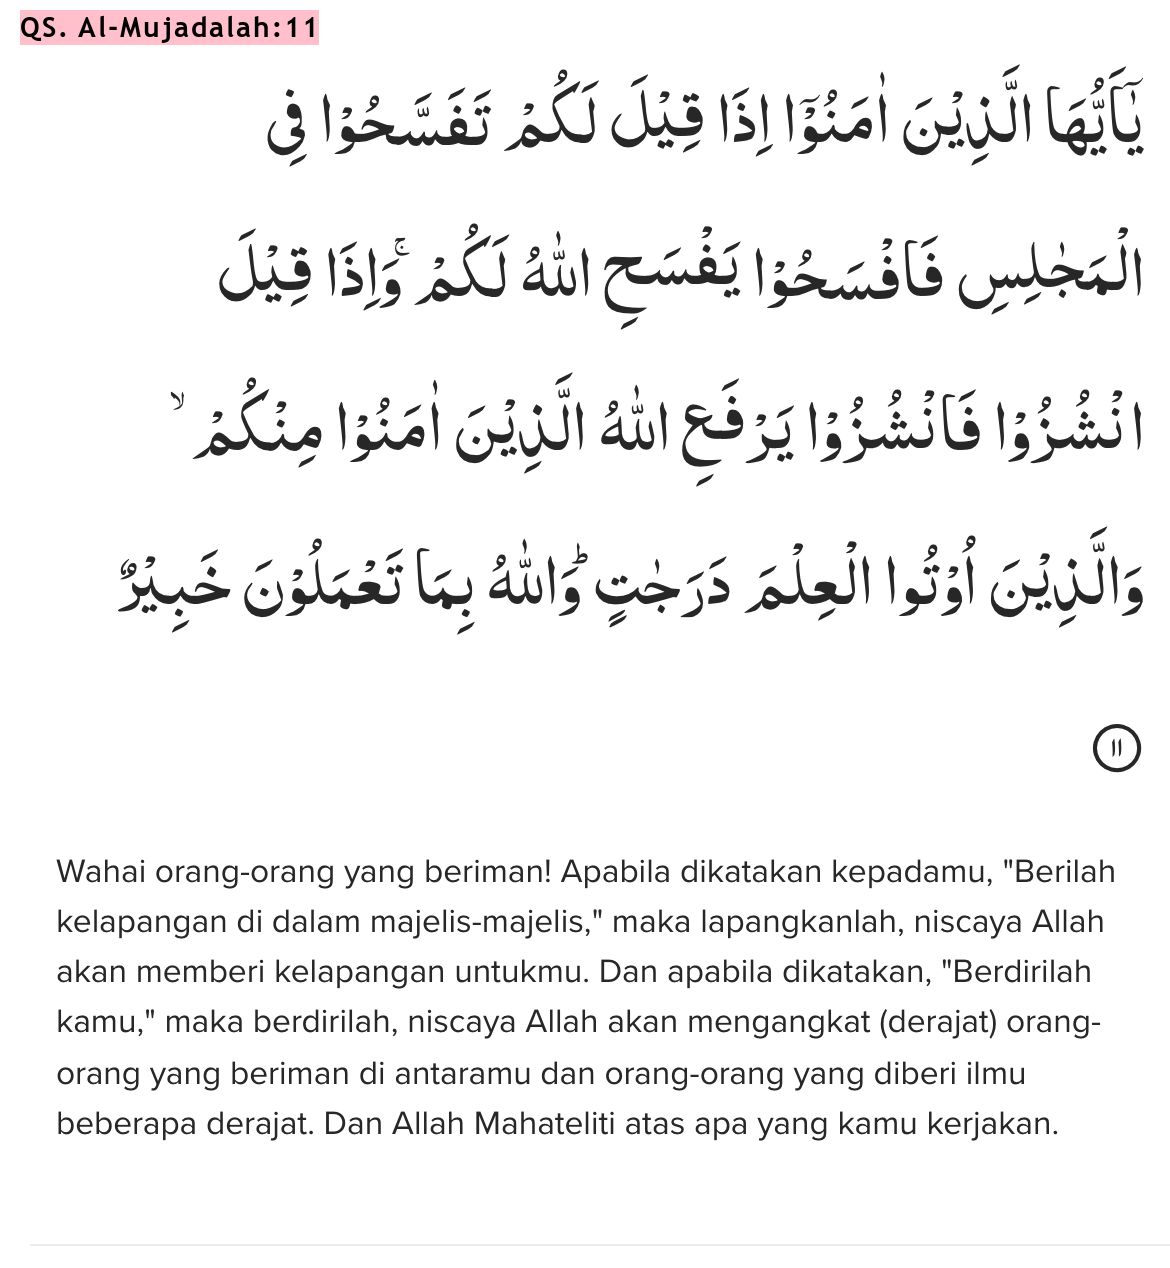 QS. Al-Mujadalah:11
يٰٓاَيُّهَا الَّذِيْنَ اٰمَنُوْٓا اِذَا قِيْلَ لَكُمْ تَفَسَّحُوْا فِى
الْمَجٰلِسِ فَافْسَحُوْا يَفْسَحِ اللّٰهُ لَكُمْ ۚوَاِذَا قِيْلَ
انْشُزُوْا فَانْشُزُوْا يَرْفَعِ اللّٰهُ الَّذِيْنَ اٰمَنُوْا مِنْكُمْ ۙ
وَالَّذِيْنَ اُوْتُوا الْعِلْمَ دَرَجٰتٍ ۗوَاللّٰهُ بِمَا تَعْمَلُوْنَ خَبِيْرٌ
١١
Wahai orang-orang yang beriman! Apabila dikatakan kepadamu, "Berilah
kelapangan di dalam majelis-majelis," maka lapangkanlah, niscaya Allah
akan memberi kelapangan untukmu. Dan apabila dikatakan, "Berdirilah
kamu," maka berdirilah, niscaya Allah akan mengangkat (derajat) orang-
orang yang beriman di antaramu dan orang-orang yang diberi ilmu
beberapa derajat. Dan Allah Mahateliti atas apa yang kamu kerjakan.